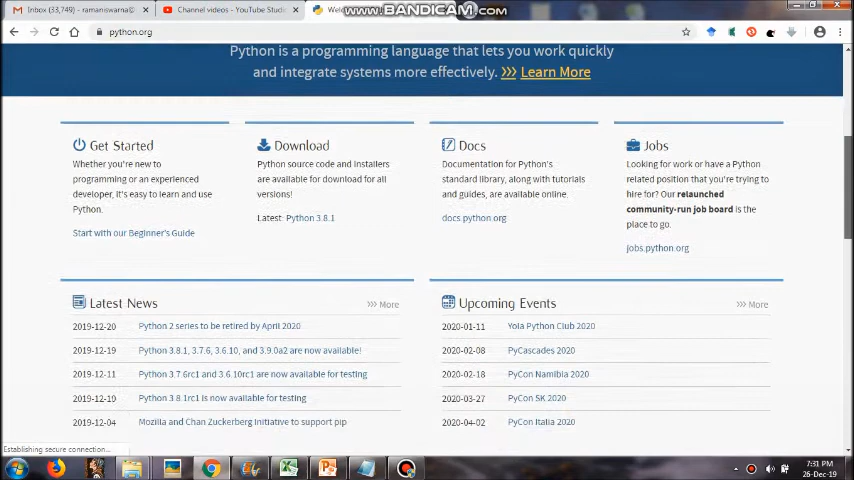 Inbox (33,749) - ramaniswarna@
Channel videos - YouTube Studio
Wel
www.BANDICAM.com
python.org
Python is a programming language that lets you work quickly
and integrate systems more effectively. >>> Learn More
Get Started
Whether you're new to
programming or an experienced
developer, it's easy to learn and use
Python.
Start with our Beginner's Guide
Download
Python source code and installers
are available for download for all
versions!
Latest: Python 3.8.1
Docs
Documentation for Python's
standard library, along with tutorials
and guides, are available online.
docs.python.org
Jobs
Looking for work or have a Python
related position that you're trying to
hire for? Our relaunched
community-run job board is the
place to go.
jobs.python.org
Latest News
>>> More
2019-12-20 Python 2 series to be retired by April 2020
2019-12-19 Python 3.8.1, 3.7.6, 3.6.10, and 3.9.0a2 are now available!
2019-12-11 Python 3.7.6rc1 and 3.6.10rc1 are now available for testing
2019-12-19 Python 3.8.1rc1 is now available for testing
2019-12-04 Mozilla and Chan Zuckerberg Initiative to support pip
Upcoming Events
>>> More
2020-01-11 Yola Python Club 2020
2020-02-08 PyCascades 2020
2020-02-18 PyCon Namibia 2020
2020-03-27 PyCon SK 2020
2020-04-02 PyCon Italia 2020
Establishing secure connection...
7:31 PM
26-Dec-19